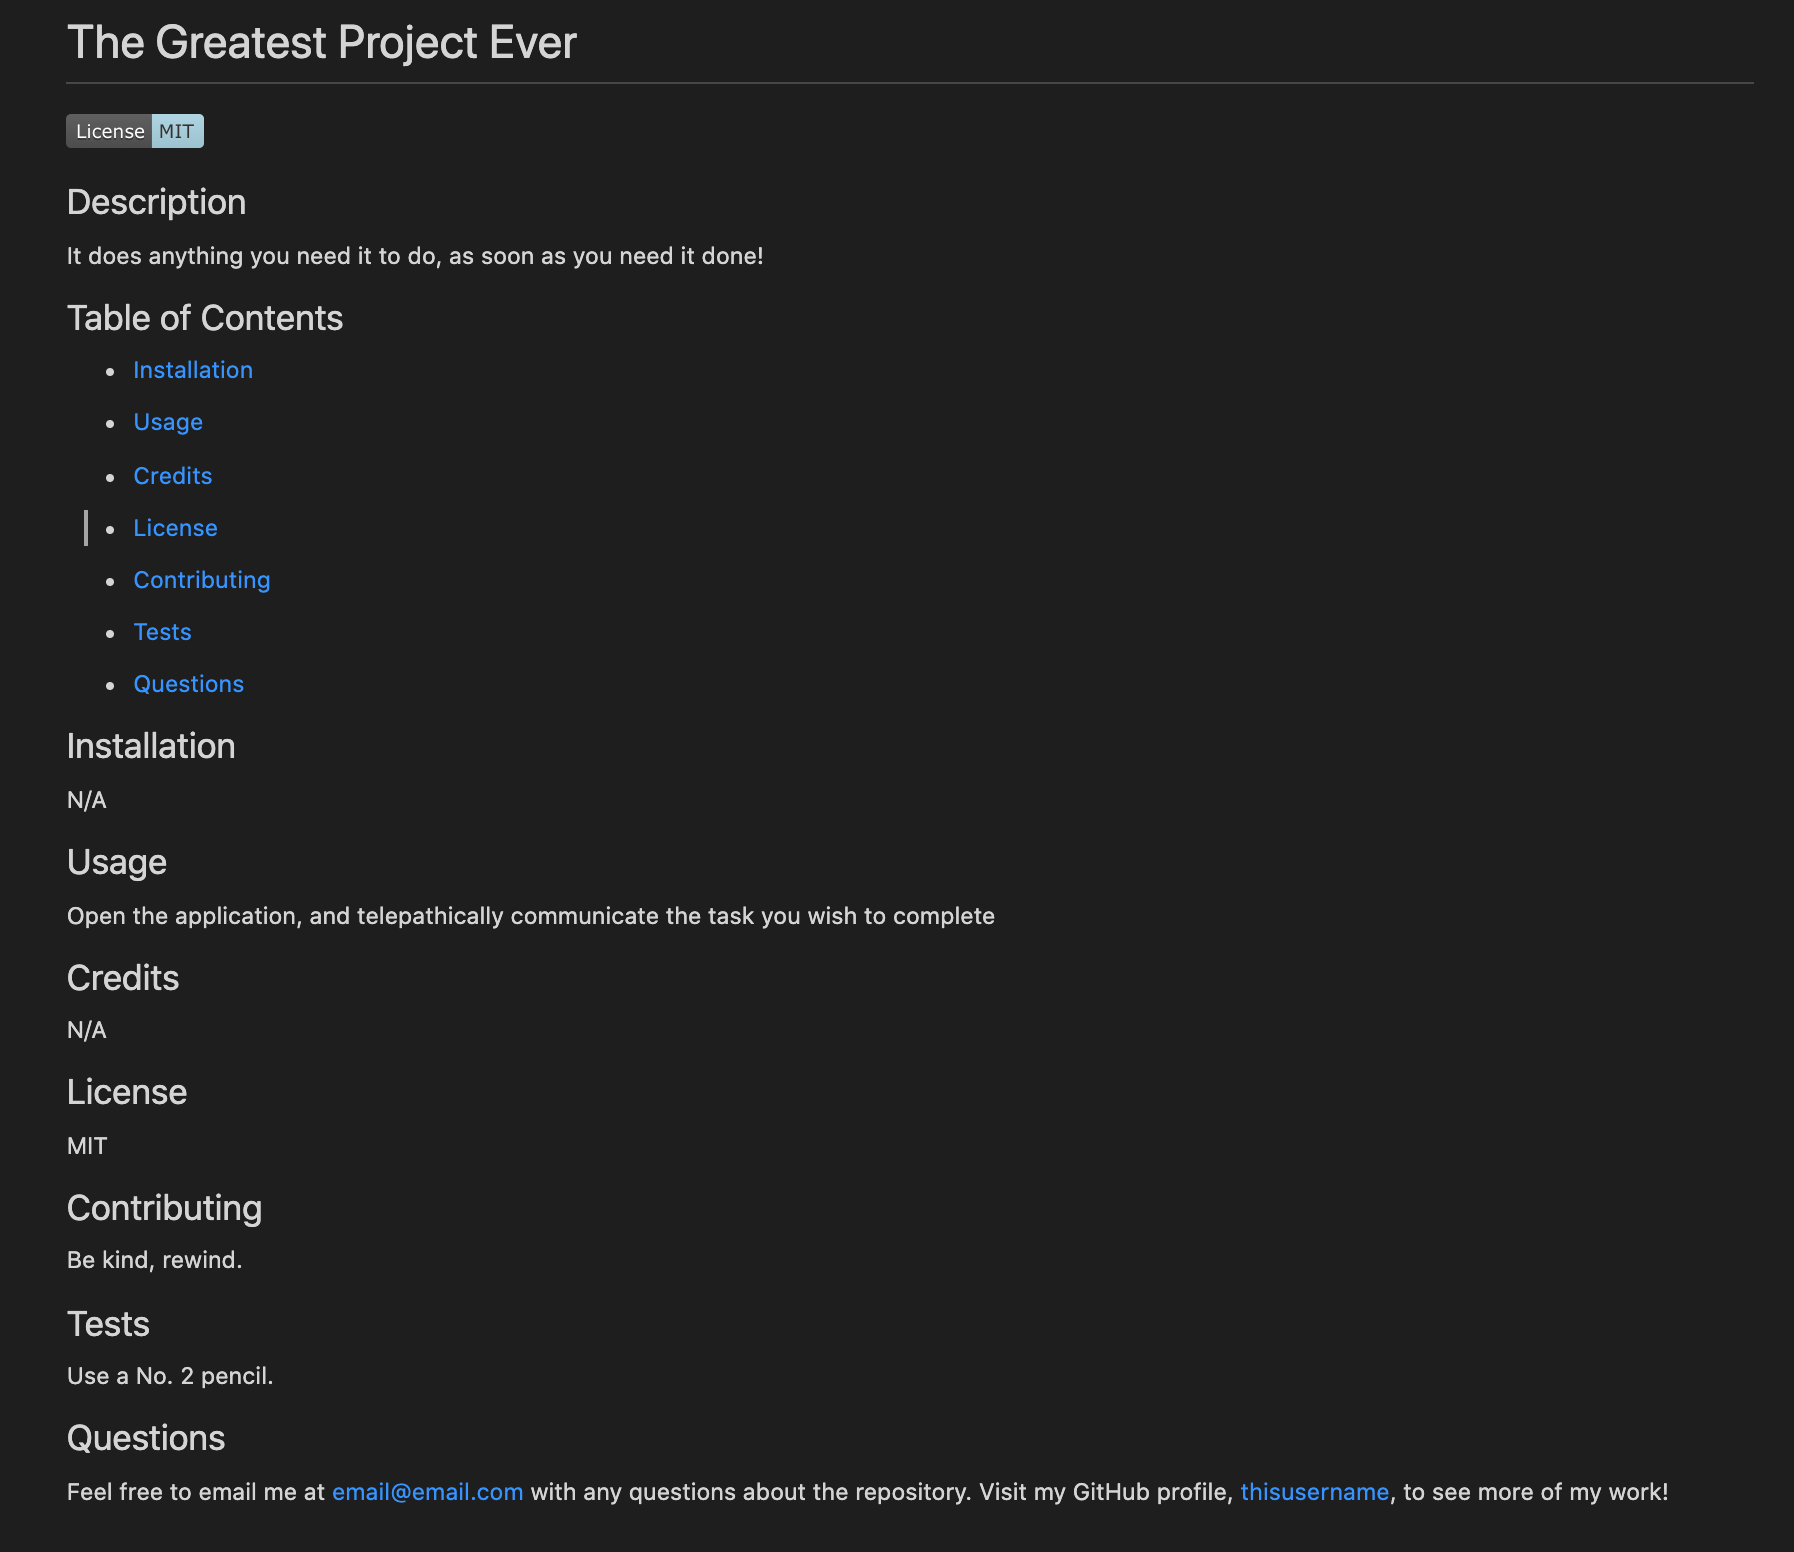 The Greatest Project Ever
License MIT
Description
It does anything you need it to do, as soon as you need it done!
Table of Contents
Installation
Usage
Credits
License
Contributing
Tests
Questions
Installation
N/A
Usage
Open the application, and telepathically communicate the task you wish to complete
Credits
N/A
License
MIT
Contributing
Be kind, rewind.
Tests
Use a No. 2 pencil.
Questions
Feel free to email me at email@email.com with any questions about the repository. Visit my GitHub profile, thisusername, to see more of my work!